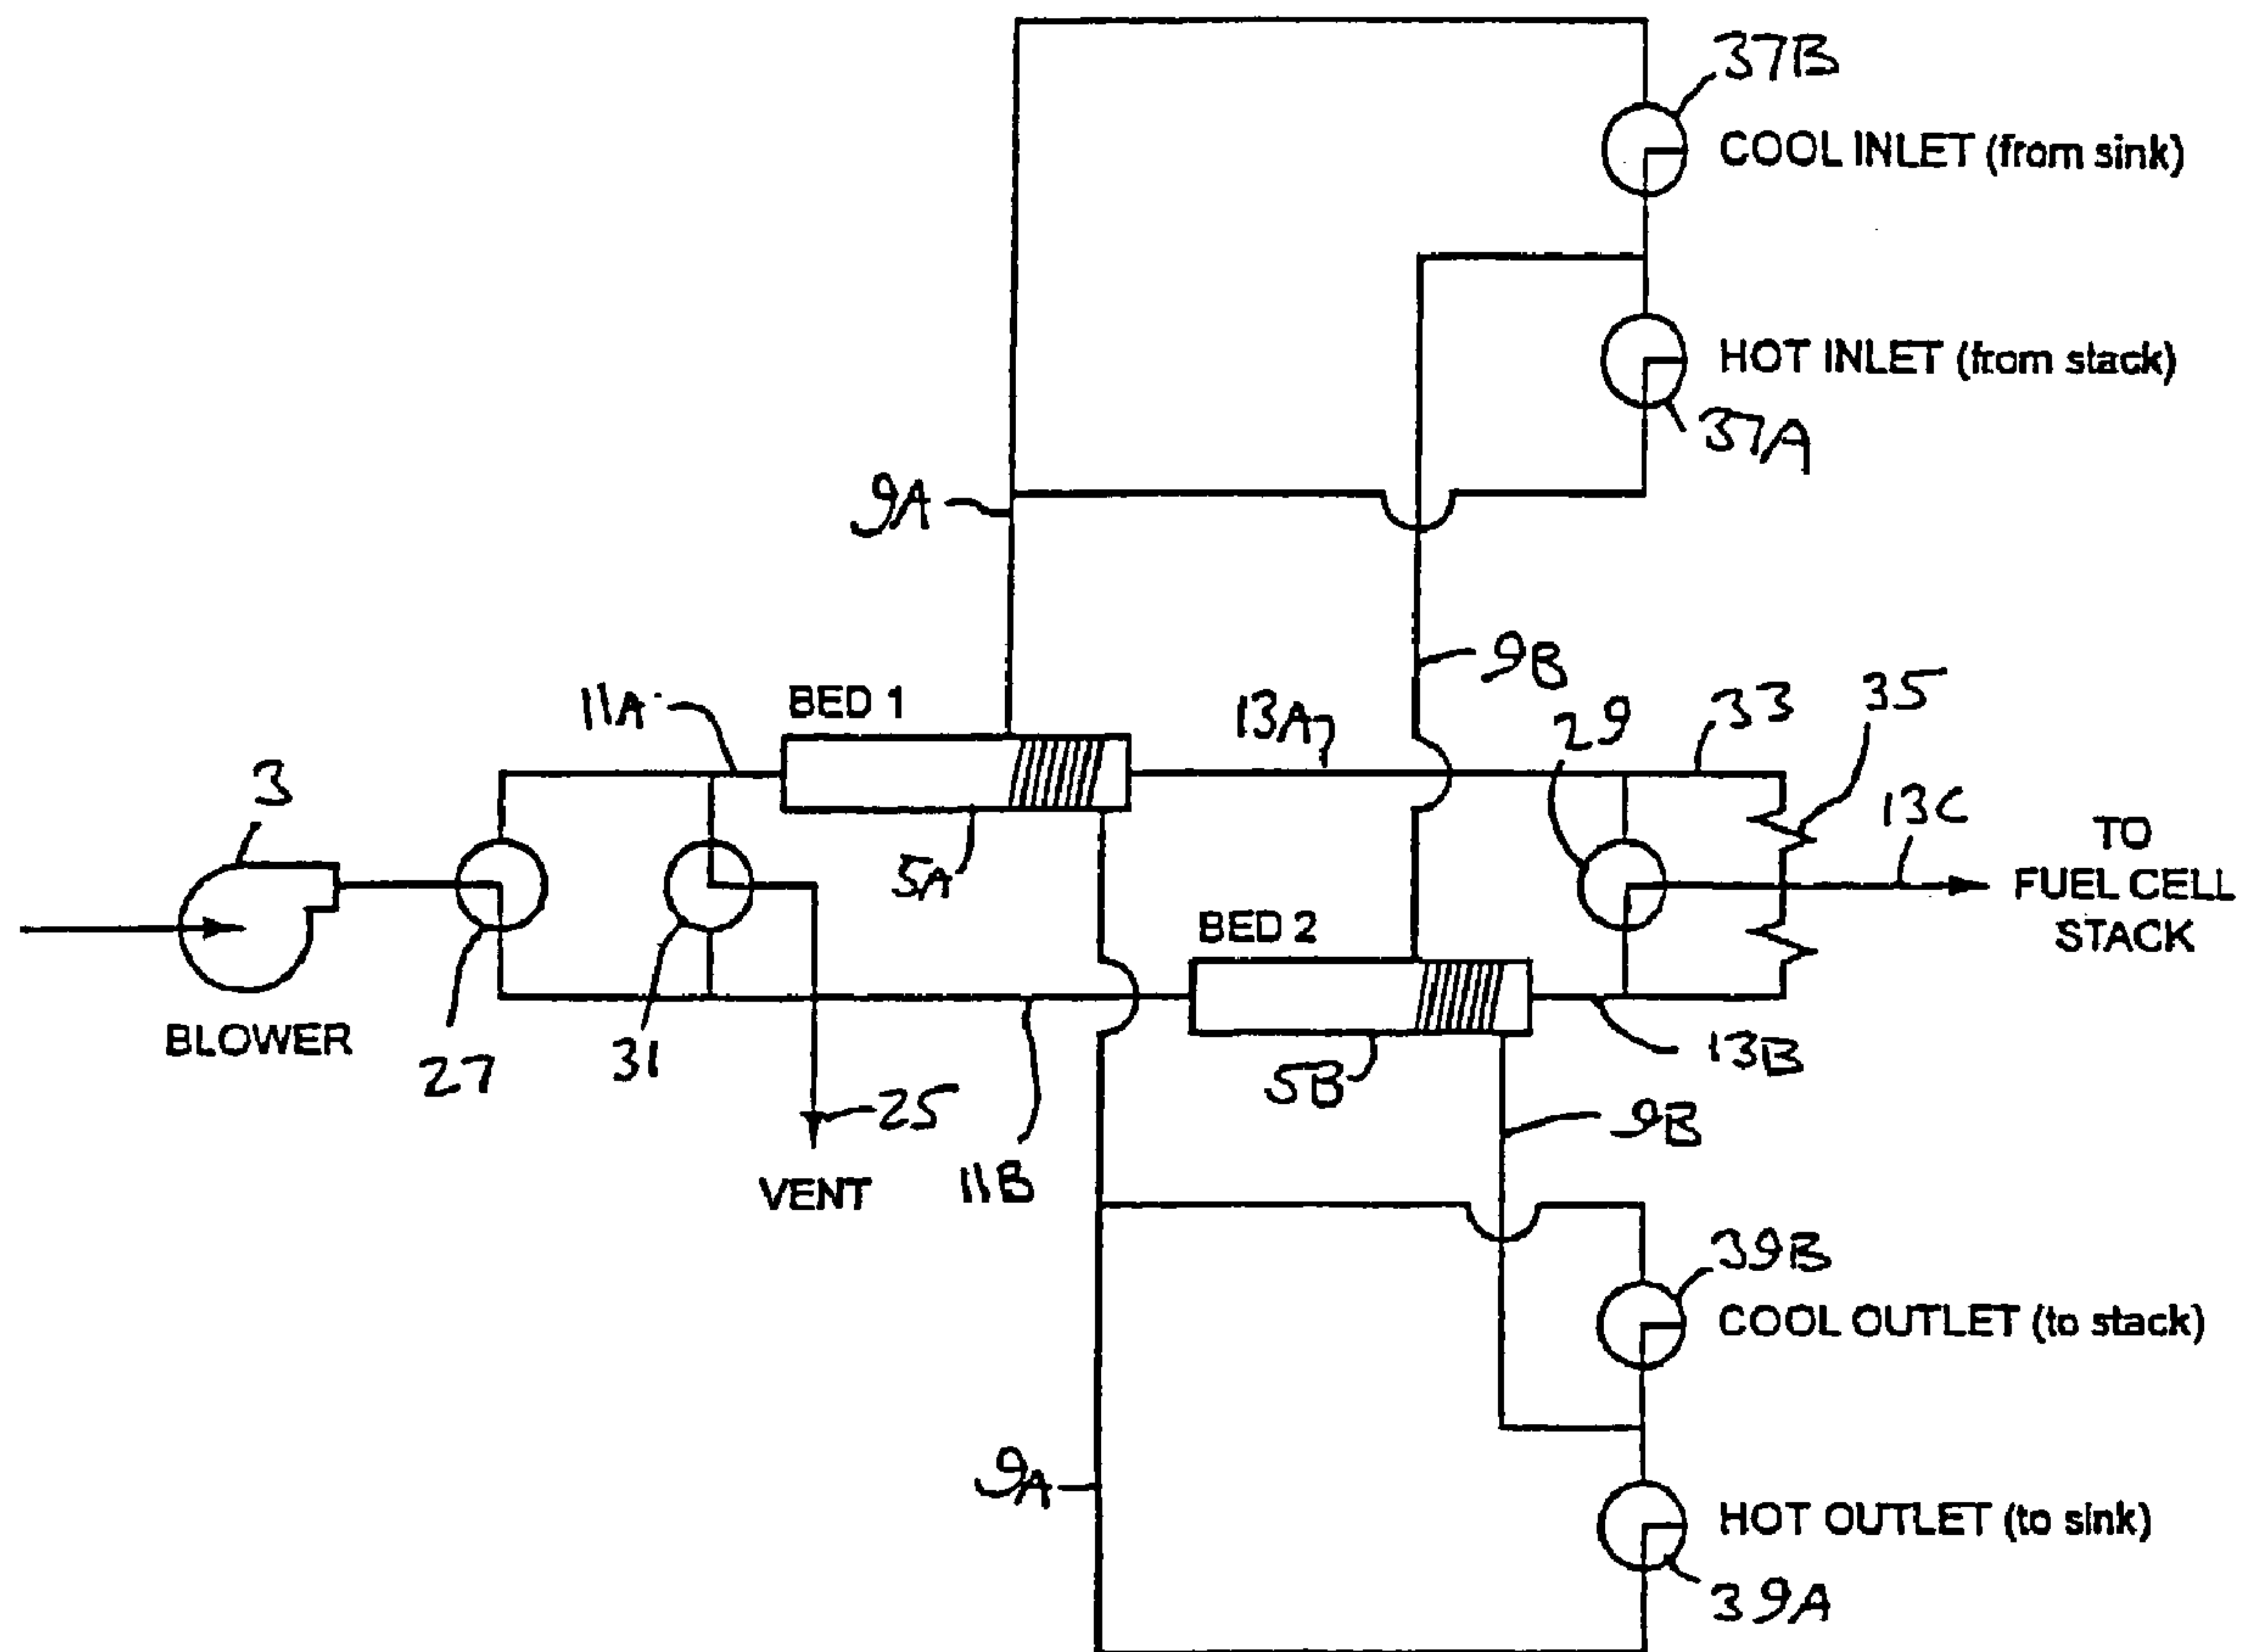 37B
COOL INLET (from sink)
HOT INLET (from stack)
37A
9A
9B
11A
BED 1
13A
29
33
35
3
5A
13C
TO
FUEL CELL
STACK
BED 2
BLOWER
27
31
25
VENT
11B
5B
13B
9B
39B
COOL OUTLET (to stack)
9A
HOT OUTLET (to sink)
39A